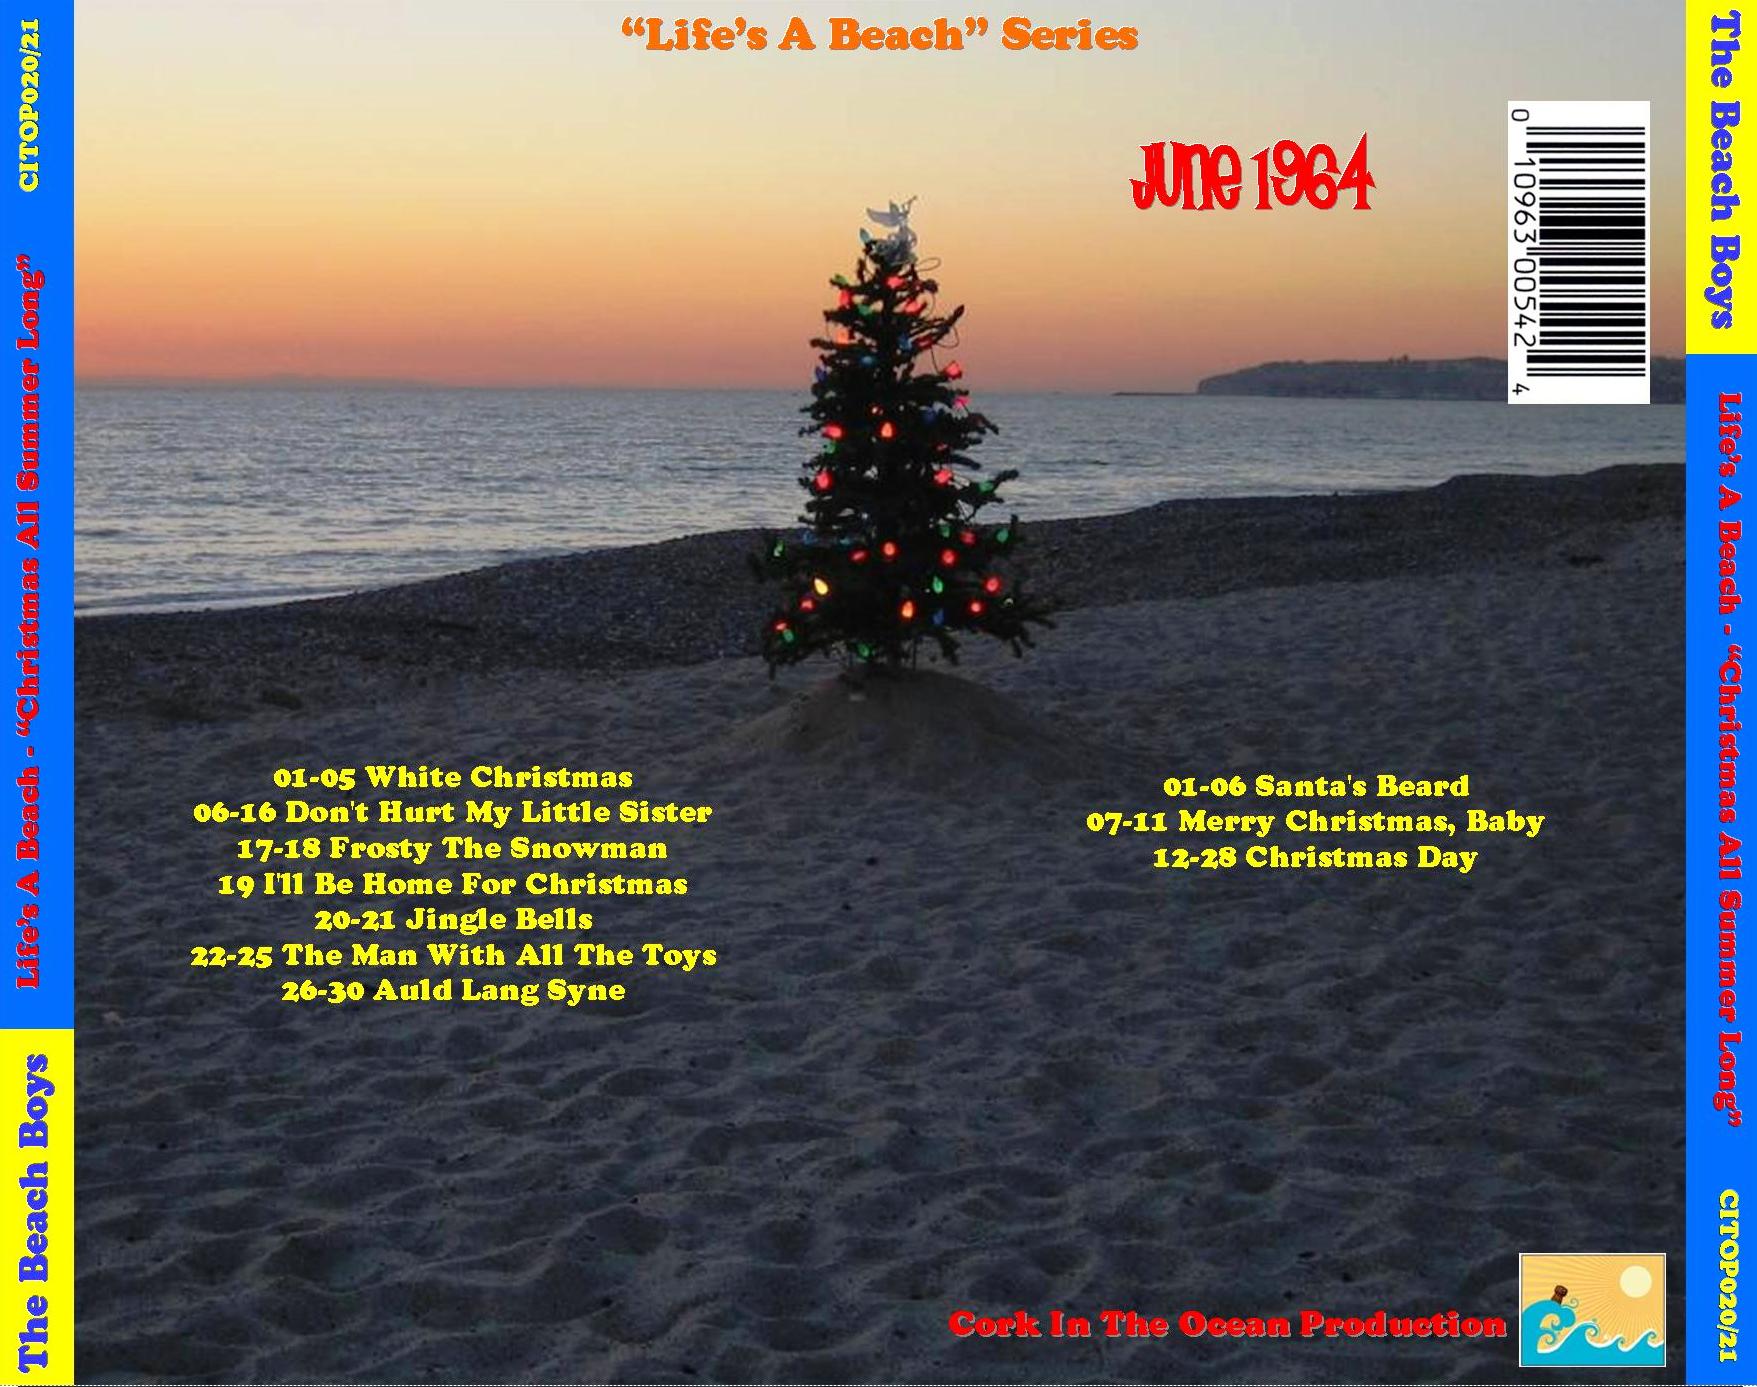 “Life’s A Beach” Series
June 1964
0 10963 00542 4
01-05 White Christmas
06-16 Don't Hurt My Little Sister
17-18 Frosty The Snowman
19 I'll Be Home For Christmas
20-21 Jingle Bells
22-25 The Man With All The Toys
26-30 Auld Lang Syne
01-06 Santa's Beard
07-11 Merry Christmas, Baby
12-28 Christmas Day
Cork In The Ocean Production
The Beach Boys
Life’s A Beach - “Christmas All Summer Long”
CITOP020/21
The Beach Boys
Life’s A Beach - “Christmas All Summer Long”
CITOP020/21